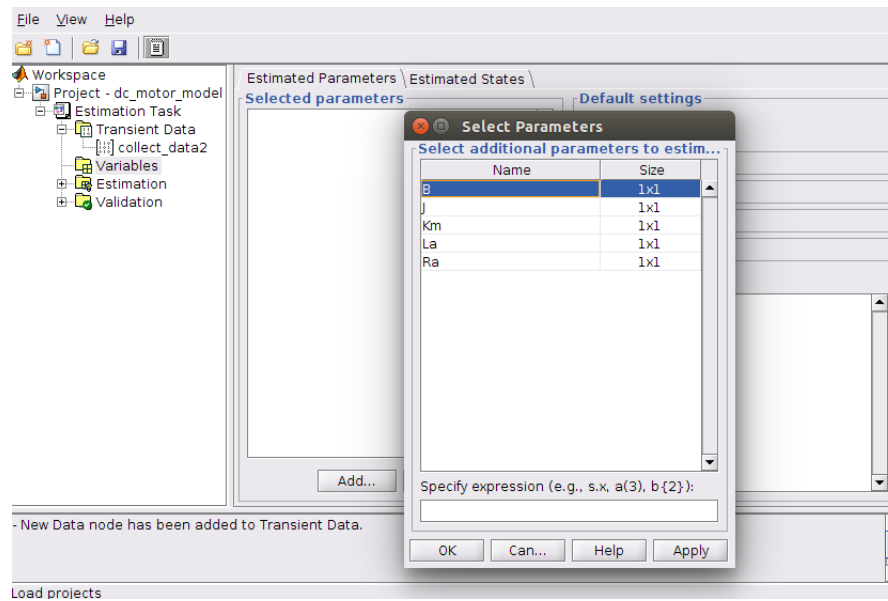 File View Help
Workspace
Project - dc_motor_model
Estimation Task
Transient Data
collect_data2
Variables
Estimation
Validation
Estimated Parameters
Estimated States
Selected parameters
Default settings
Select Parameters
Select additional parameters to estim...
Name Size
B 1x1
J 1x1
Km 1x1
La 1x1
Ra 1x1
Add...
Specify expression (e.g., s.x, a(3), b{2}):
OK Can... Help Apply
- New Data node has been added to Transient Data.
Load projects